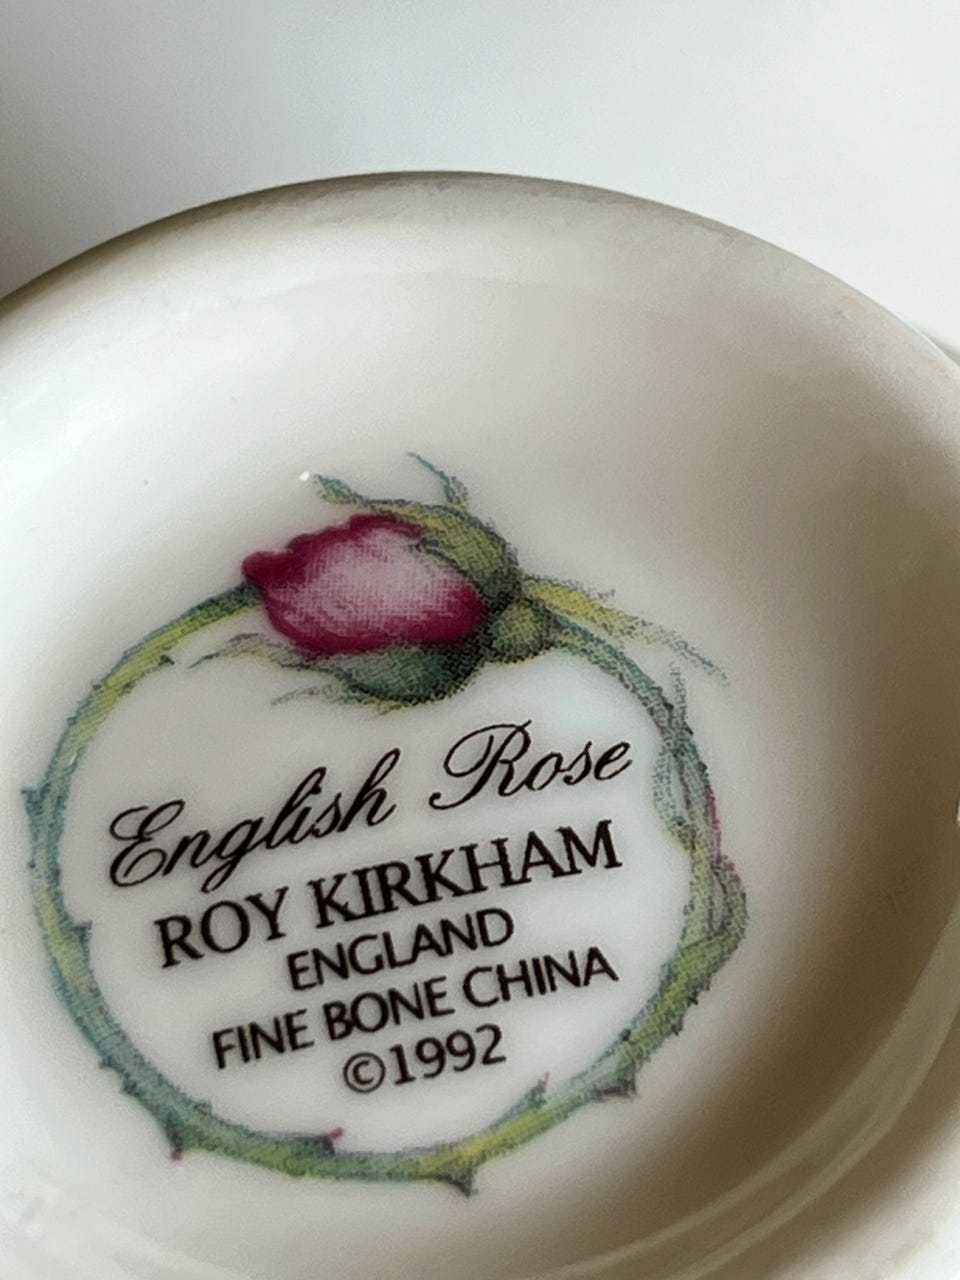 English Rose
ROY KIRKHAM
ENGLAND
FINE BONE CHINA
©1992